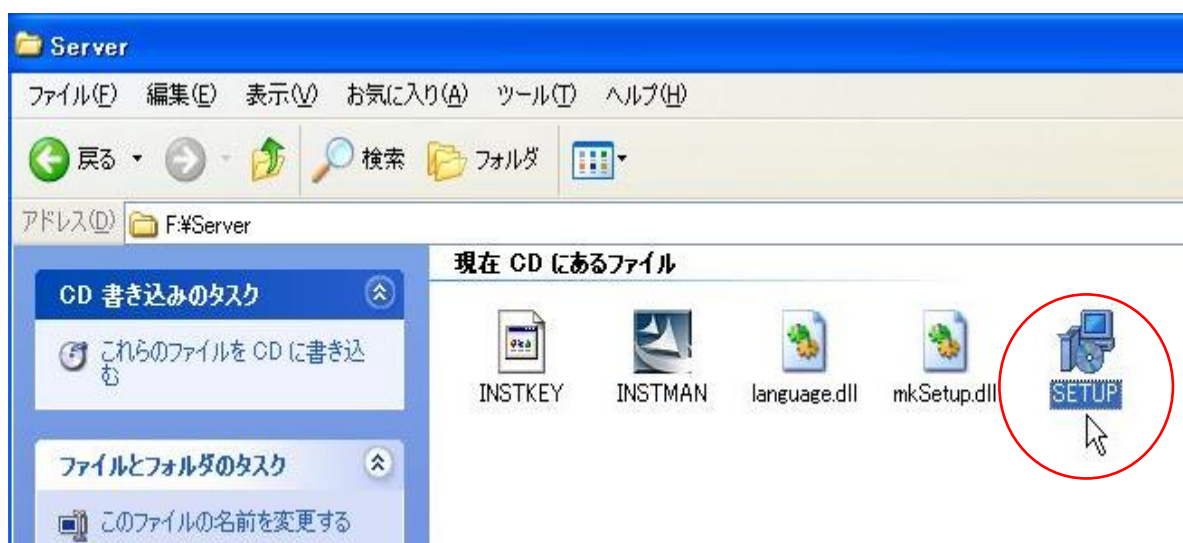 Server
ファイル(F) 編集(E) 表示(V) お気に入り(A) ツール(T) ヘルプ(H)
戻る 検索 フォルダ
アドレス(D) F:¥Server
現在 CD にあるファイル
CD 書き込みのタスク
これらのファイルを CD に書き込
む
INSTKEY INSTMAN language.dll mkSetup.dll SETUP
ファイルとフォルダのタスク
このファイルの名前を変更する